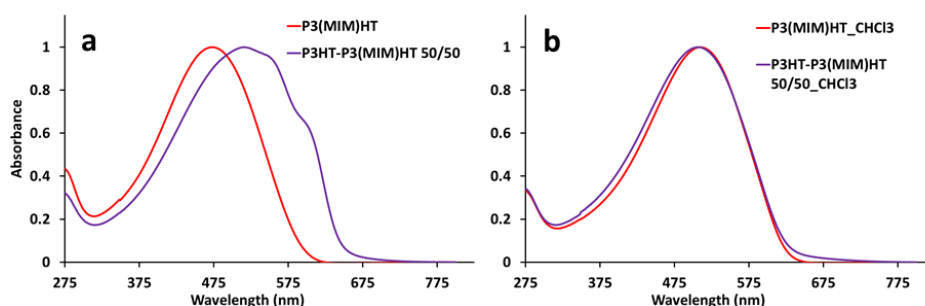 a
P3(MIM)HT
P3HT-P3(MIM)HT 50/50
Absorbance
1
0.8
0.6
0.4
0.2
0
275 375 475 575 675 775
Wavelength (nm)
b
P3(MIM)HT_CHCl3
P3HT-P3(MIM)HT
50/50_CHCl3
1
0.8
0.6
0.4
0.2
0
275 375 475 575 675 775
Wavelength (nm)